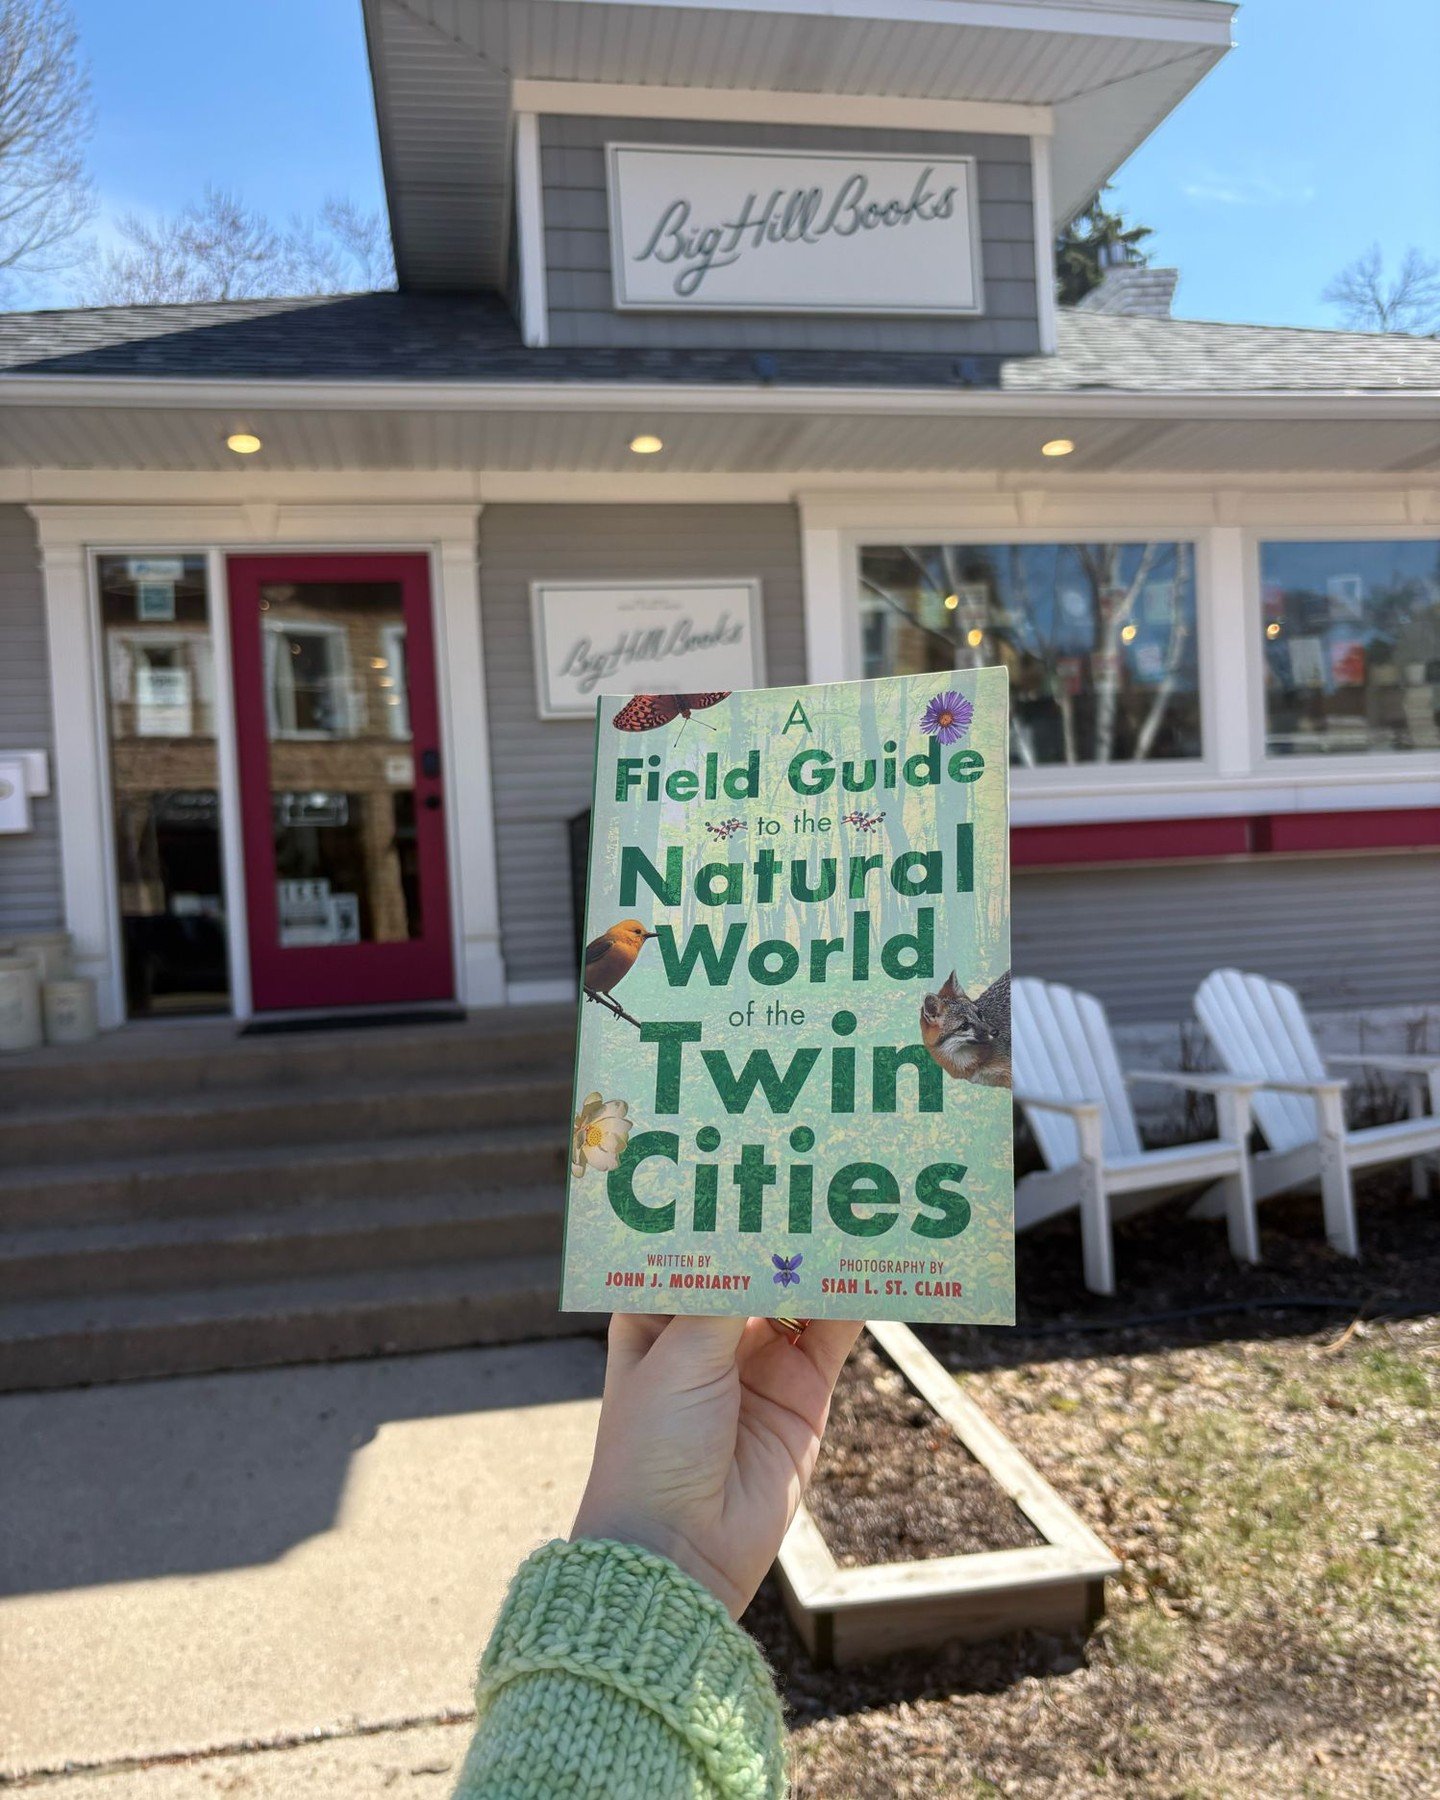 Big Hill Books
Big Hill Books
A
Field Guide
to the
Natural
World
of the
Twin
Cities
WRITTEN BY
JOHN J. MORIARTY
PHOTOGRAPHY BY
SIAH L. ST. CLAIR